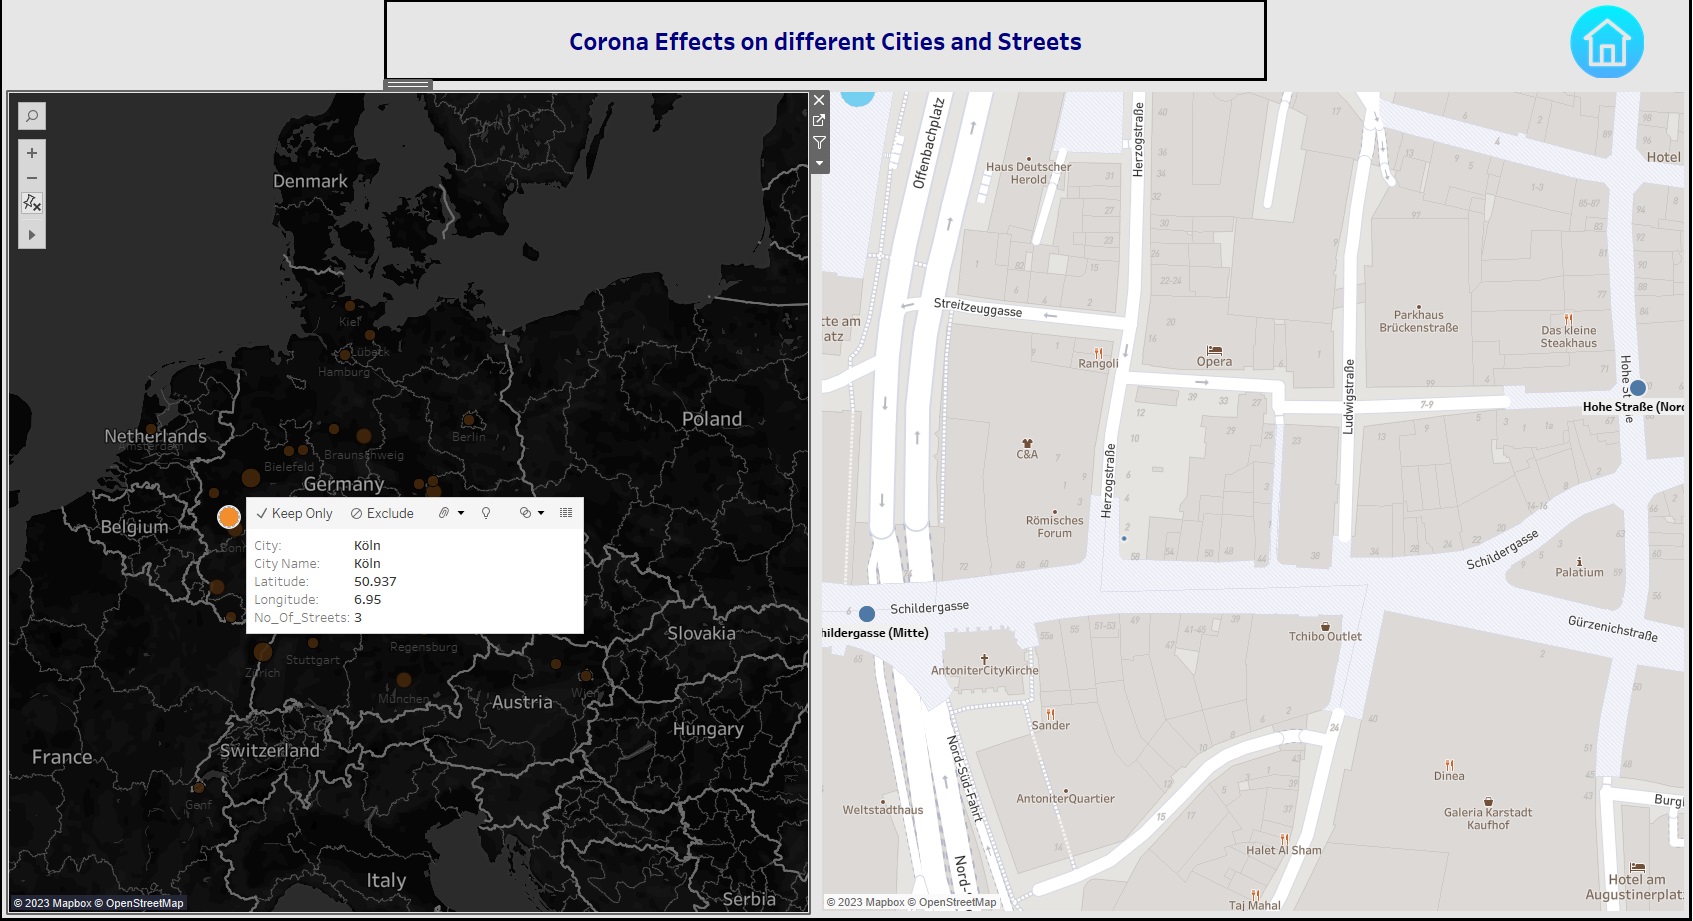 Corona Effects on different Cities and Streets
Denmark
Kiel
Lübeck
Hamburg
Netherlands
Amsterdam
Berlin
Poland
Bielefeld
Braunschweig
Germany
Belgium
Bonn
Keep Only
Exclude
City: Köln
City Name: Köln
Latitude: 50.937
Longitude: 6.95
No_Of_Streets: 3
Slovakia
Stuttgart
Regensburg
Zürich
München
Wien
Austria
Hungary
France
Switzerland
Genf
Italy
Serbia
© 2023 Mapbox © OpenStreetMap
Offenbachplatz
Haus Deutscher
Herold
Herzogstraße
Hotel
Streitzeuggasse
tte am
atz
Rangoli
Opera
Parkhaus
Brückenstraße
Das kleine
Steakhaus
Ludwigstraße
Hohe Straße (Nord
7-9
C&A
Herzogstraße
Römisches
Forum
Schildergasse
Palatium
Schildergasse
hildergasse (Mitte)
Gürzenichstraße
Tchibo Outlet
AntoniterCityKirche
Sander
Nord-Süd-Fahrt
Dinea
AntoniterQuartier
Weltstadthaus
Galeria Karstadt
Kaufhof
Burgl
Halet Al Sham
Nord-
Hotel am
Augustinerplat
Taj Mahal
© 2023 Mapbox © OpenStreetMap